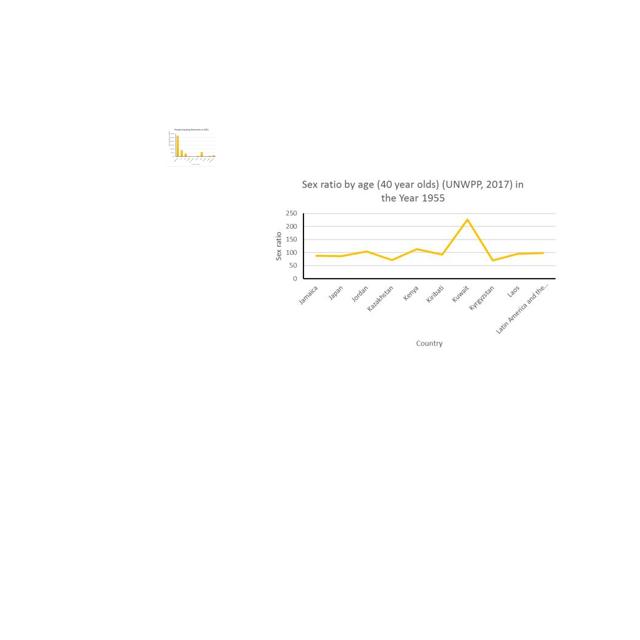 Sex ratio by age (40 year olds) (UNWPP, 2017) in
the Year 1955
250
200
150
100
50
0
Sex ratio
Jamaica
Japan
Jordan
Kazakhstan
Kenya
Kiribati
Kuwait
Kyrgyzstan
Laos
Latin America and the...
Country